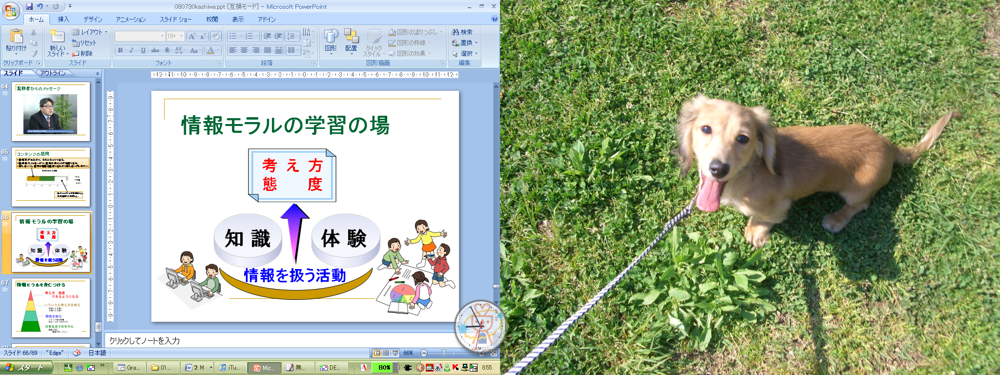 080730kashiwa.ppt [互換モード] - Microsoft PowerPoint
ホーム 挿入 デザイン アニメーション スライド ショー 校閲 表示 アドイン
貼り付け
クリップボード
新しい
スライド
レイアウト
リセット
削除
スライド
18+
フォント
段落
図形
配置
クイック
スタイル
図形の塗りつぶし
図形の枠線
図形の効果
図形描画
検索
置換
選択
編集
スライド アウトライン
64
監修者からのメッセージ
65
コンテンツの活用
66
情報モラルの学習の場
考え方
態 度
知識 体験
情報を扱う活動
67
情報モラルを身につける
考え方 態度
できるようになる
いろいろな考え方を知る
特性を知る
日常生活でのモラル
情報モラルの学習の場
考え方
態 度
知識 体験
情報を扱う活動
クリックしてノートを入力
スライド 66/69 "Edge" 日本語 66%
スタート Gra... 01... 2 M iTu... Mic... 無... DE... 80% 8:55